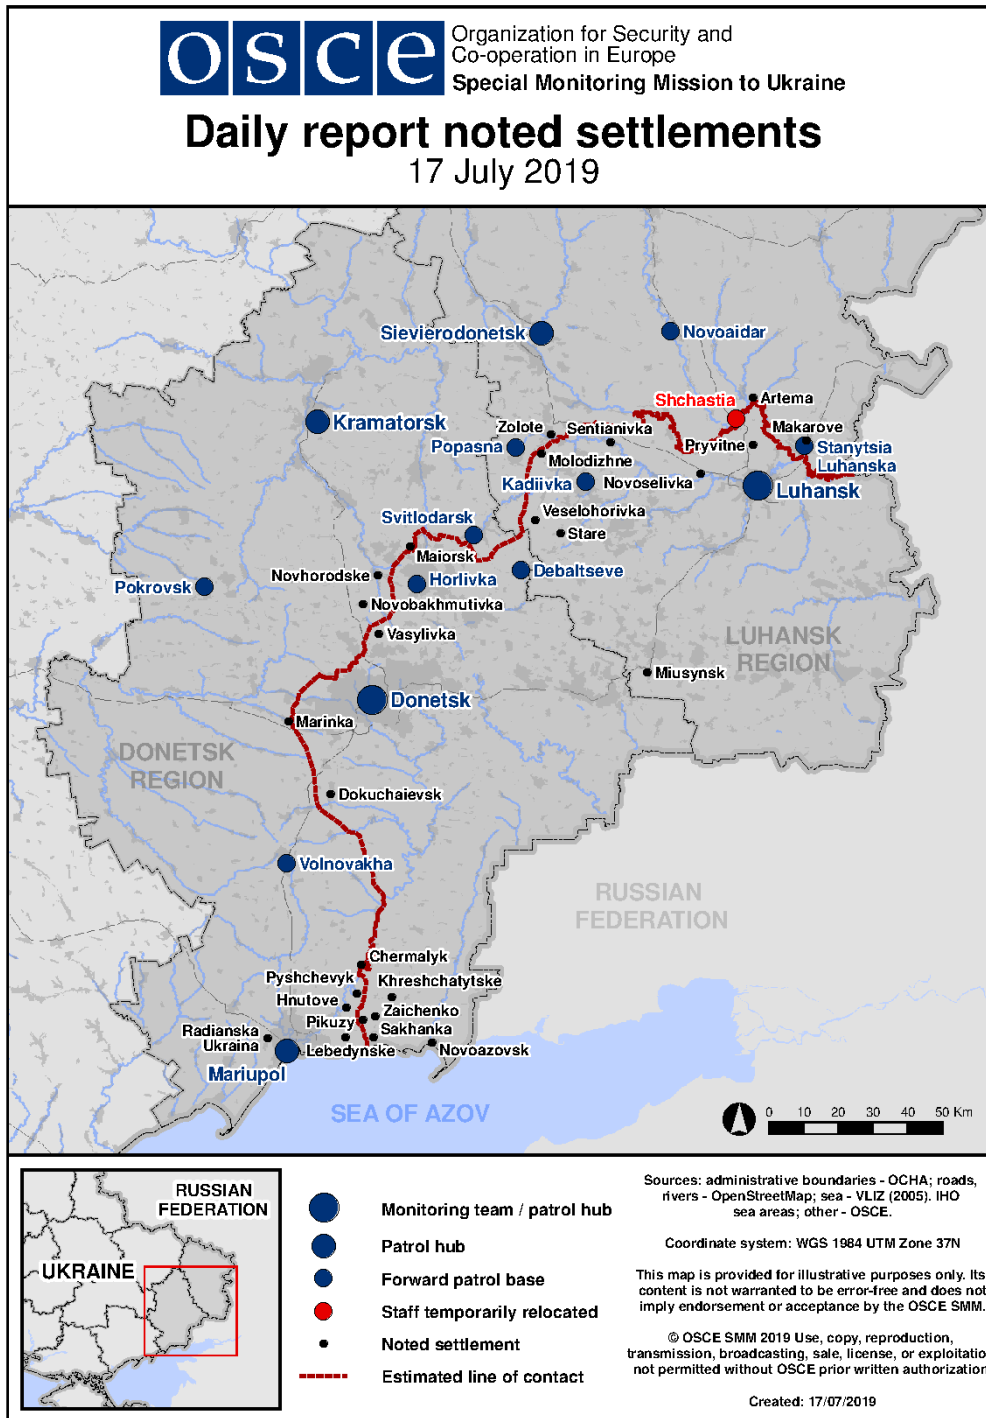 osce
Organization for Security and
Co-operation in Europe
Special Monitoring Mission to Ukraine
Daily report noted settlements
17 July 2019
Sievierodonetsk
Novoaidar
Shchastia
Artema
Kramatorsk
Zolote
Sentianivka
Makarove
Popasna
Pryvitne
Stanytsia
Luhanska
Molodizhne
Kadiivka
Novoselivka
Luhansk
Svitlodarsk
Veselohorivka
Stare
Maiorsk
Novhorodske
Horlivka
Debaltseve
Pokrovsk
Novobakhmutivka
Vasylivka
LUHANSK
REGION
Miusynsk
Donetsk
Marinka
DONETSK
REGION
Dokuchaievsk
Volnovakha
RUSSIAN
FEDERATION
Chermalyk
Pyshchevyk
Khreshchatytske
Hnutove
Zaichenko
Pikuzy
Sakhanka
Radianska
Ukraina
Lebedynske
Novoazovsk
Mariupol
SEA OF AZOV
0 10 20 30 40 50 Km
RUSSIAN
FEDERATION
UKRAINE
Monitoring team / patrol hub
Patrol hub
Forward patrol base
Staff temporarily relocated
Noted settlement
Estimated line of contact
Sources: administrative boundaries - OCHA; roads,
rivers - OpenStreetMap; sea - VLIZ (2005). IHO
sea areas; other - OSCE.
Coordinate system: WGS 1984 UTM Zone 37N
This map is provided for illustrative purposes only. Its
content is not warranted to be error-free and does not
imply endorsement or acceptance by the OSCE SMM.
© OSCE SMM 2019 Use, copy, reproduction,
transmission, broadcasting, sale, license, or exploitatio
not permitted without OSCE prior written authorization
Created: 17/07/2019